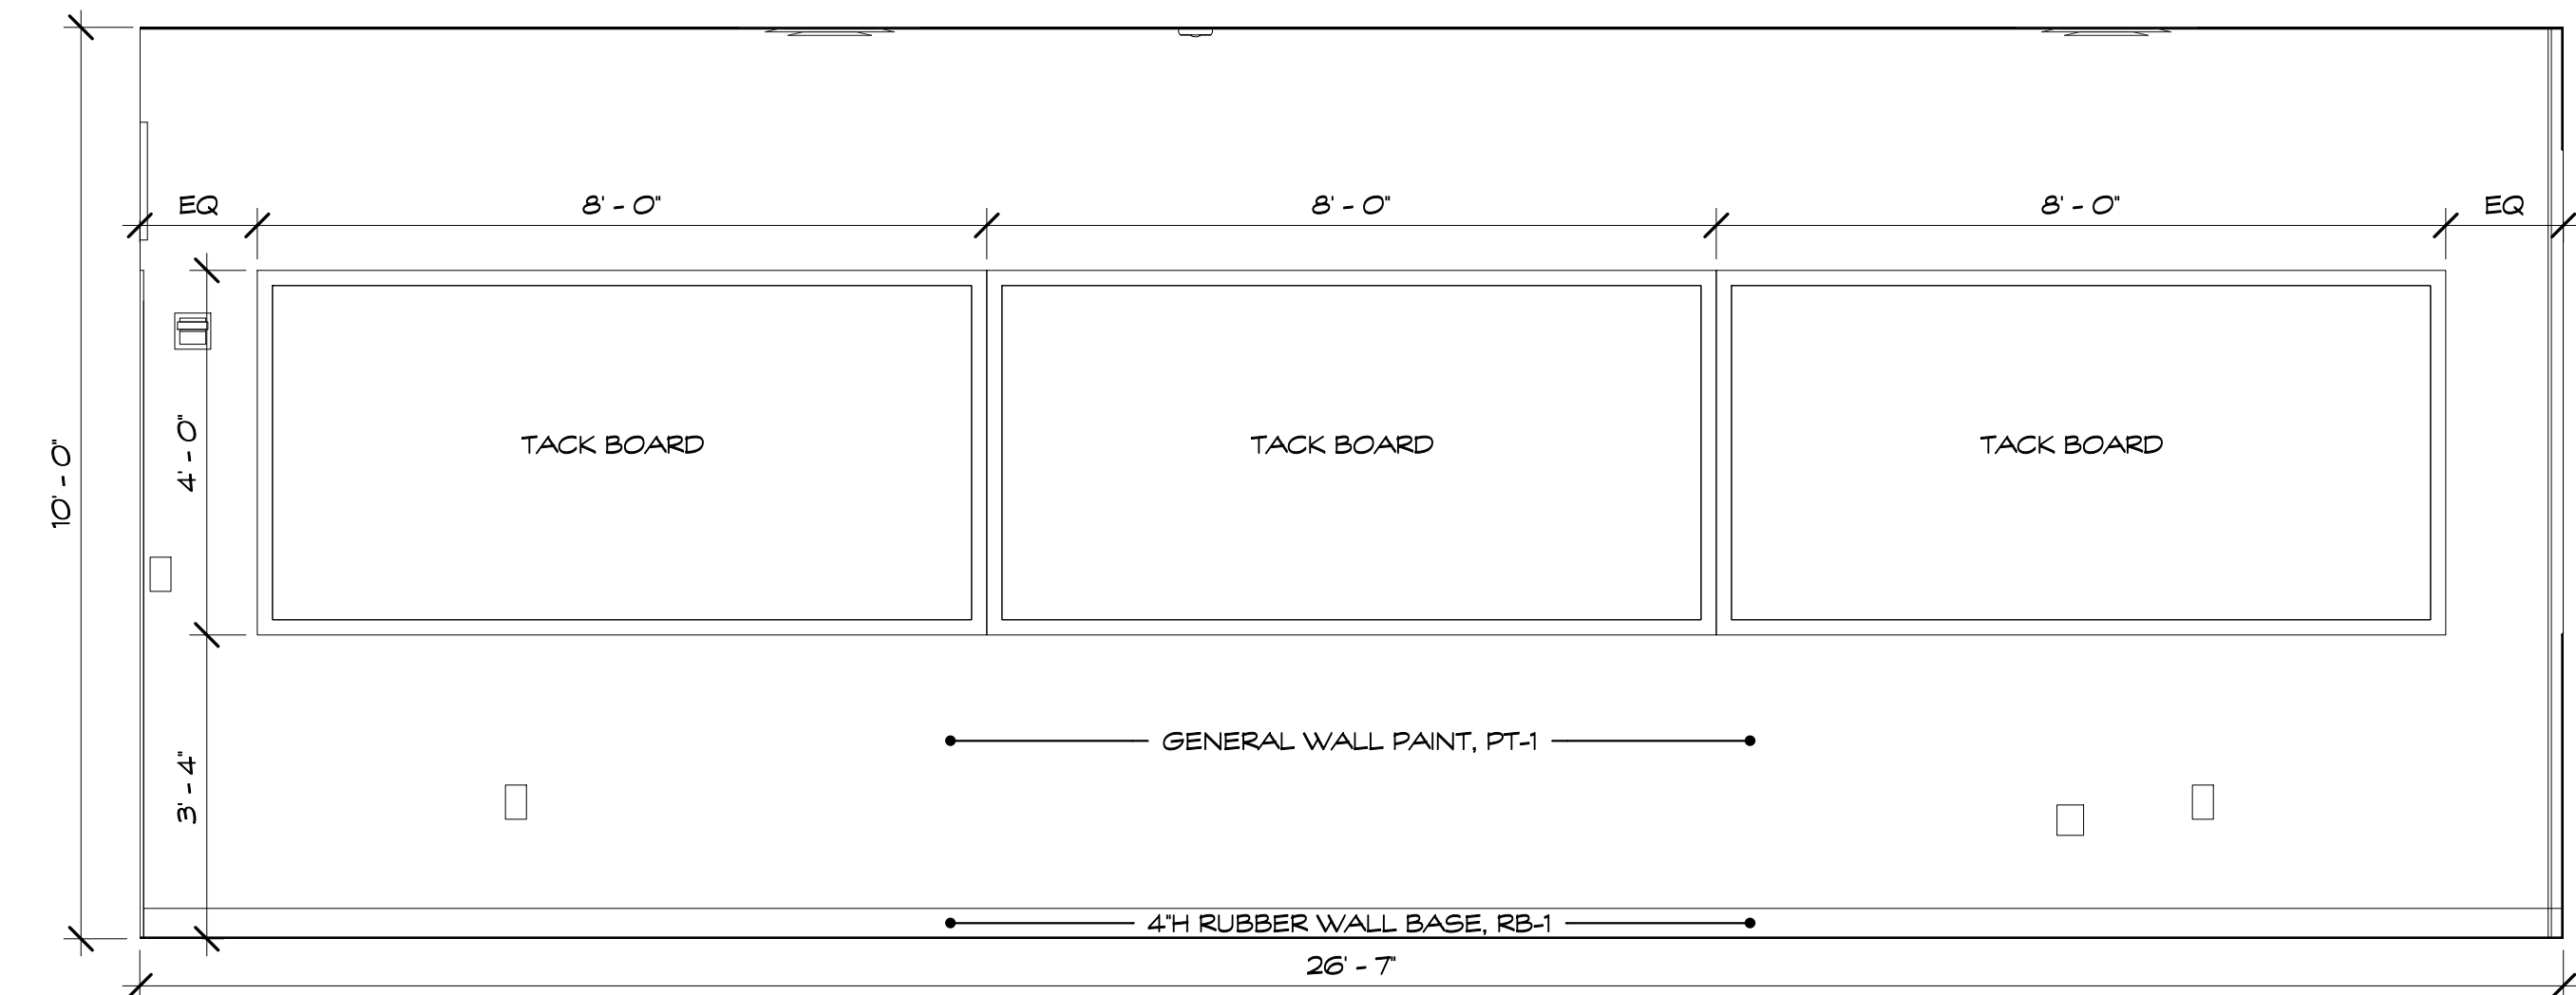 EQ
8' - 0"
8' - 0"
8' - 0"
EQ
10' - 0"
4' - 0"
TACK BOARD
TACK BOARD
TACK BOARD
3' - 4"
GENERAL WALL PAINT, PT-1
4"H RUBBER WALL BASE, RB-1
26' - 7"